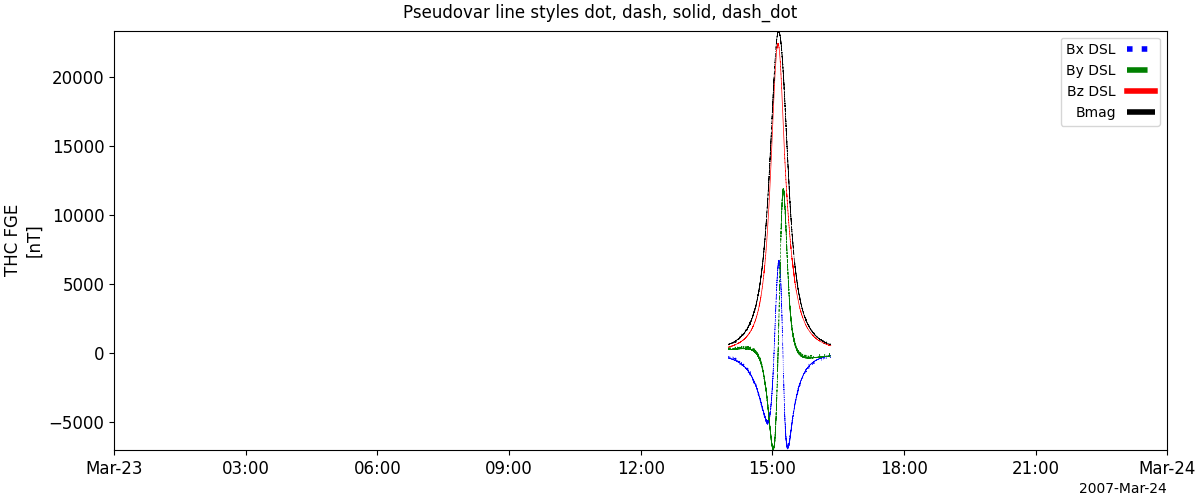 Pseudovar line styles dot, dash, solid, dash_dot
Bx DSL
By DSL
Bz DSL
Bmag
20000
15000
10000
5000
0
−5000
THC FGE
[nT]
Mar-23 03:00 06:00 09:00 12:00 15:00 18:00 21:00 Mar-24
2007-Mar-24